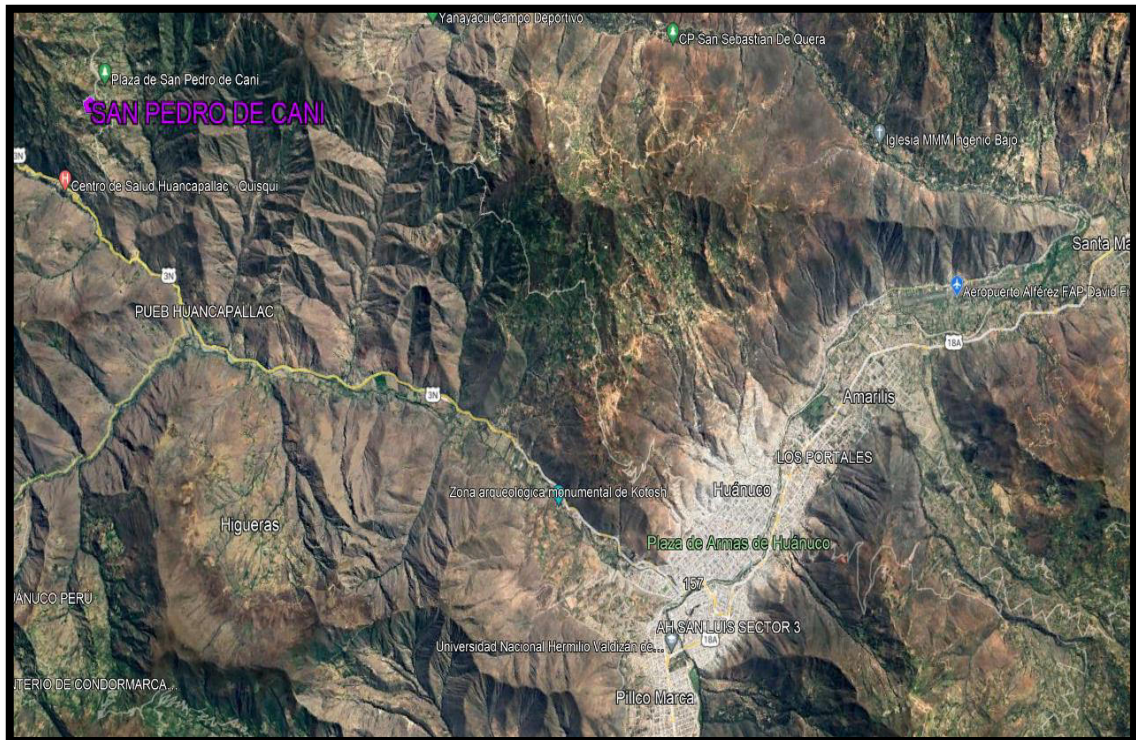 Yanayacu Campo Deportivo
CP San Sebastian De Quera
Plaza de San Pedro de Cani
SAN PEDRO DE CANI
Iglesia MMM Ingenio Bajo
3N
Centro de Salud Huancapallac - Quisqui
Santa Ma
3N
Aeropuerto Alférez FAP David Fi
PUEB HUANCAPALLAC
18A
3N
Amarilis
LOS PORTALES
Zona arqueológica monumental de Kotosh
Huánuco
Higueras
Plaza de Armas de Huánuco
157
ÁNUCO PERU
AH SAN LUIS SECTOR 3
18A
Universidad Nacional Hermilio Valdizán de...
NTERIO DE CONDORMARCA...
Pillco Marca